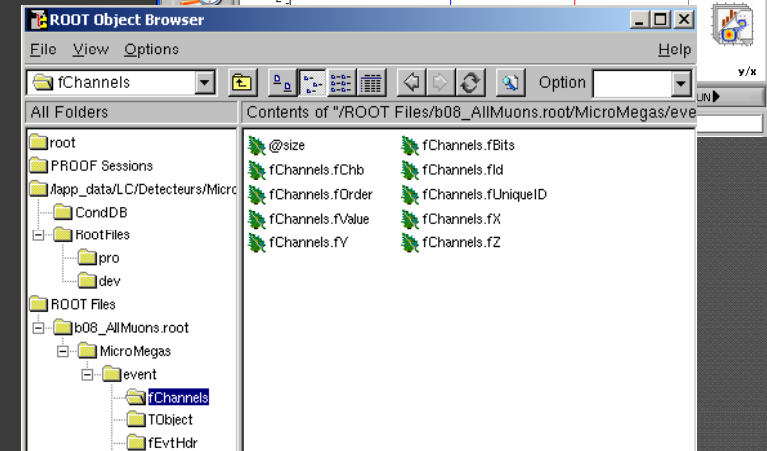 ROOT Object Browser
File View Options Help
fChannels Option
y/x
All Folders Contents of "/ROOT Files/b08_AllMuons.root/MicroMegas/eve
root
PROOF Sessions
/lapp_data/LC/Detecteurs/Micro
CondDB
RootFiles
pro
dev
ROOT Files
b08_AllMuons.root
MicroMegas
event
fChannels
TObject
fEvtHdr
@size fChannels.fBits
fChannels.fChb fChannels.fId
fChannels.fOrder fChannels.fUniqueID
fChannels.fValue fChannels.fX
fChannels.fY fChannels.fZ